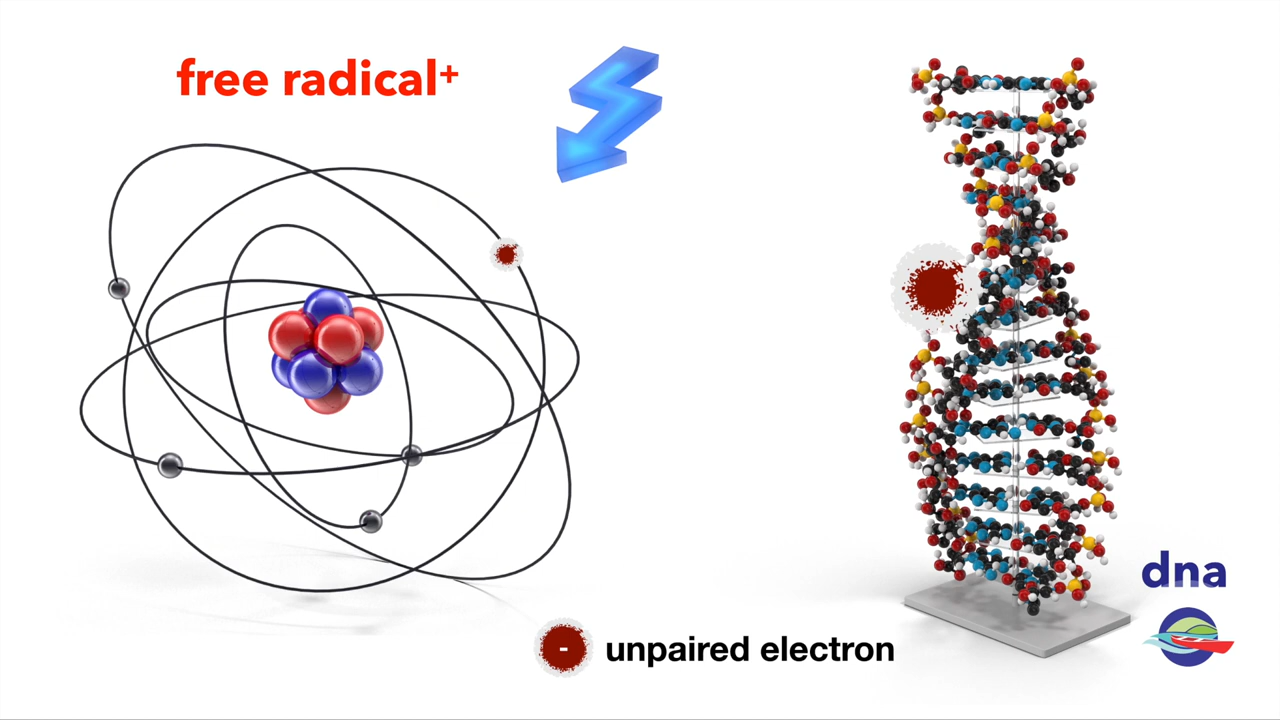 free radical⁺
dna
- unpaired electron